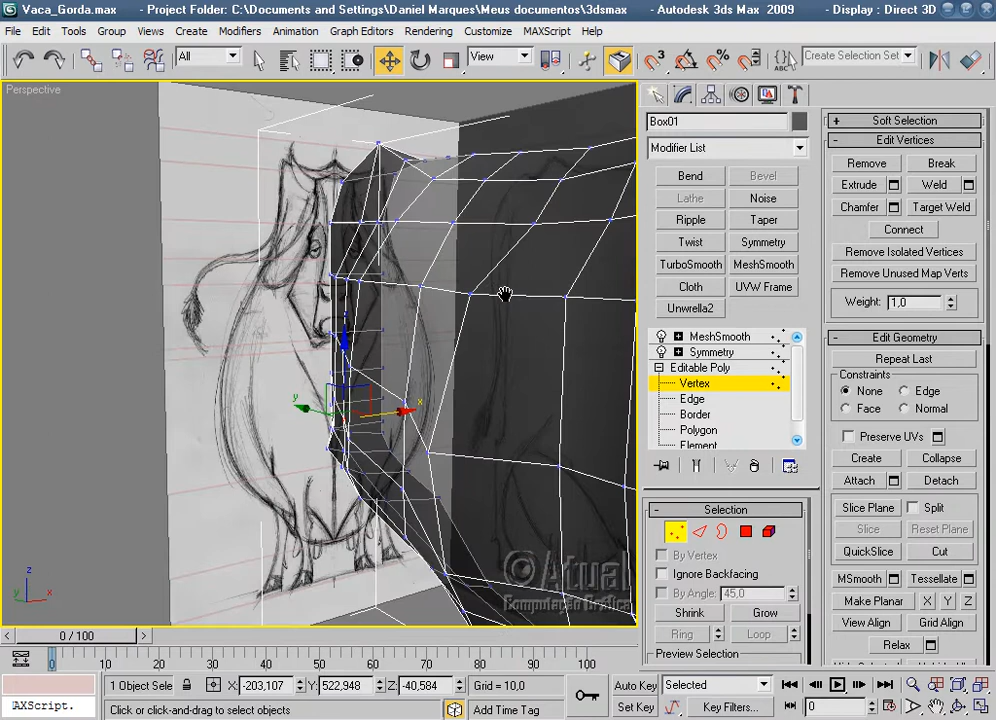 Vaca_Gorda.max - Project Folder: C:\Documents and Settings\Daniel Marques\Meus documentos\3dsmax - Autodesk 3ds Max 2009 - Display : Direct 3D
File Edit Tools Group Views Create Modifiers Animation Graph Editors Rendering Customize MAXScript Help
All View Create Selection Set
Perspective
Box01
Modifier List
Bend Bevel
Lathe Noise
Ripple Taper
Twist Symmetry
TurboSmooth MeshSmooth
Cloth UVW Frame
Unwrella2
MeshSmooth
Symmetry
Editable Poly
Vertex
Edge
Border
Polygon
Element
Selection
By Vertex
Ignore Backfacing
By Angle: 45,0
Shrink Grow
Ring Loop
Preview Selection
Soft Selection
Edit Vertices
Remove Break
Extrude Weld
Chamfer Target Weld
Connect
Remove Isolated Vertices
Remove Unused Map Verts
Weight: 1,0
Edit Geometry
Repeat Last
Constraints
None Edge
Face Normal
Preserve UVs
Create Collapse
Attach Detach
Slice Plane Split
Slice Reset Plane
QuickSlice Cut
MSmooth Tessellate
Make Planar X Y Z
View Align Grid Align
Relax
z
y x
z
y x
©Atual
Computação Gráfica
0 / 100
0 10 20 30 40 50 60 70 80 90 100
1 Object Sele X: -203,107 Y: 522,948 Z: -40,584 Grid = 10,0 Auto Key Selected
AXScript. Click or click-and-drag to select objects Add Time Tag Set Key Key Filters... 0